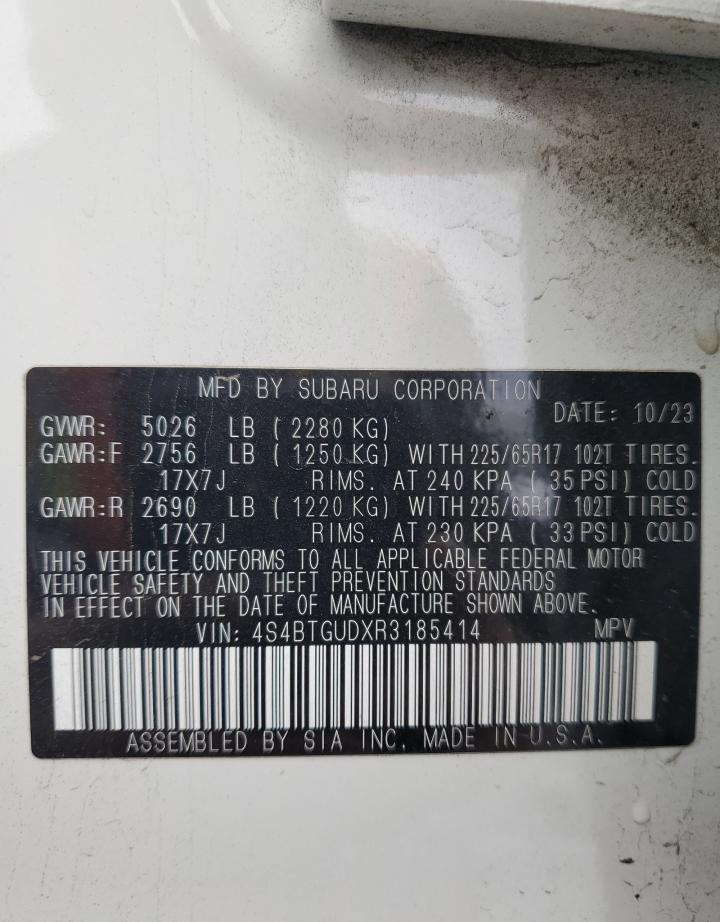 MFD BY SUBARU CORPORATION
DATE: 10/23
GVWR: 5026 LB ( 2280 KG)
GAWR:F 2756 LB ( 1250 KG) WITH 225/65R17 102T TIRES.
17X7J RIMS. AT 240 KPA ( 35 PSI) COLD
GAWR:R 2690 LB ( 1220 KG) WITH 225/65R17 102T TIRES.
17X7J RIMS. AT 230 KPA ( 33 PSI) COLD
THIS VEHICLE CONFORMS TO ALL APPLICABLE FEDERAL MOTOR
VEHICLE SAFETY AND THEFT PREVENTION STANDARDS
IN EFFECT ON THE DATE OF MANUFACTURE SHOWN ABOVE.
VIN: 4S4BTGUDXR3185414 MPV
ASSEMBLED BY SIA INC. MADE IN U.S.A.